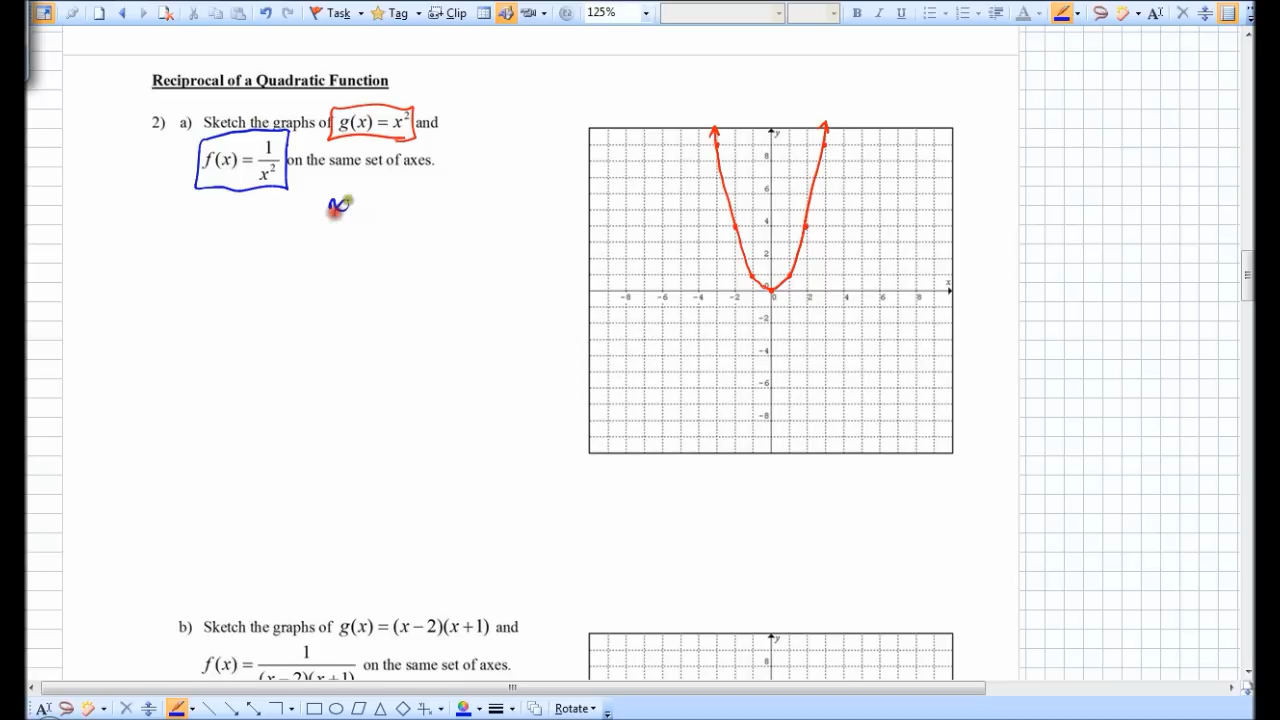 Task Tag Clip 125% B I U A
Reciprocal of a Quadratic Function
2) a) Sketch the graphs of g(x) = x² and
f(x) = 1/x² on the same set of axes.
y
8
6
4
2
0
x
-8 -6 -4 -2 0 2 4 6 8
-2
-4
-6
-8
b) Sketch the graphs of g(x) = (x − 2)(x + 1) and
f(x) = 1/(x − 2)(x + 1) on the same set of axes.
y
8
Rotate